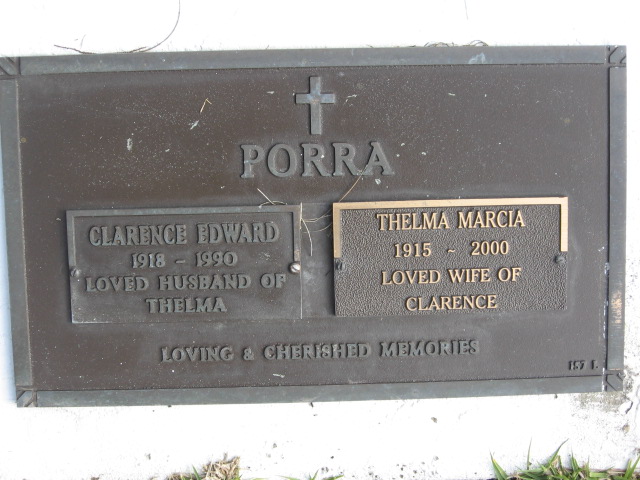 PORRA
CLARENCE EDWARD
1918 - 1990
LOVED HUSBAND OF
THELMA
THELMA MARCIA
1915 ~ 2000
LOVED WIFE OF
CLARENCE
LOVING & CHERISHED MEMORIES